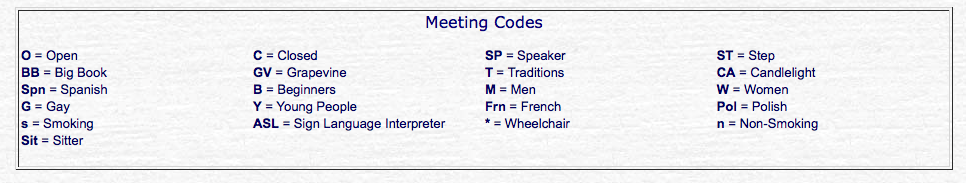 Meeting Codes
O = Open C = Closed SP = Speaker ST = Step
BB = Big Book GV = Grapevine T = Traditions CA = Candlelight
Spn = Spanish B = Beginners M = Men W = Women
G = Gay Y = Young People Frn = French Pol = Polish
s = Smoking ASL = Sign Language Interpreter * = Wheelchair n = Non-Smoking
Sit = Sitter